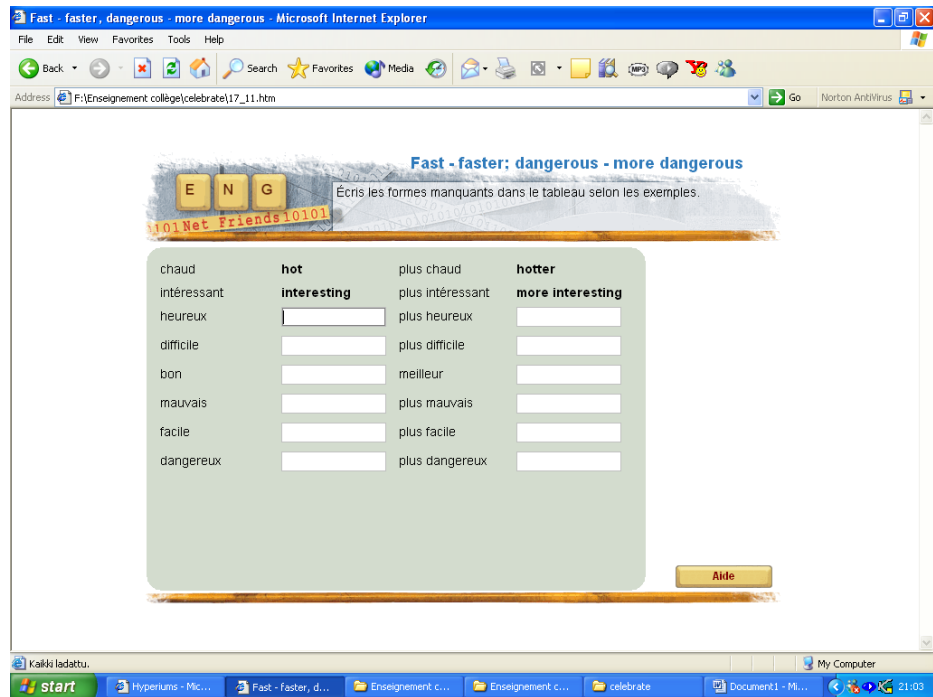 Fast - faster, dangerous - more dangerous - Microsoft Internet Explorer
File Edit View Favorites Tools Help
Back Search Favorites Media
Address F:\Enseignement collège\celebrate\17_11.htm Go Norton AntiVirus
Fast - faster; dangerous - more dangerous
E N G
Écris les formes manquants dans le tableau selon les exemples.
1101Net Friends10101
chaud hot plus chaud hotter
intéressant interesting plus intéressant more interesting
heureux plus heureux
difficile plus difficile
bon meilleur
mauvais plus mauvais
facile plus facile
dangereux plus dangereux
Aide
Kaikki ladattu. My Computer
start Hyperiums - Mic... Fast - faster, d... Enseignement c... Enseignement c... celebrate Document1 - Mi... 21:03